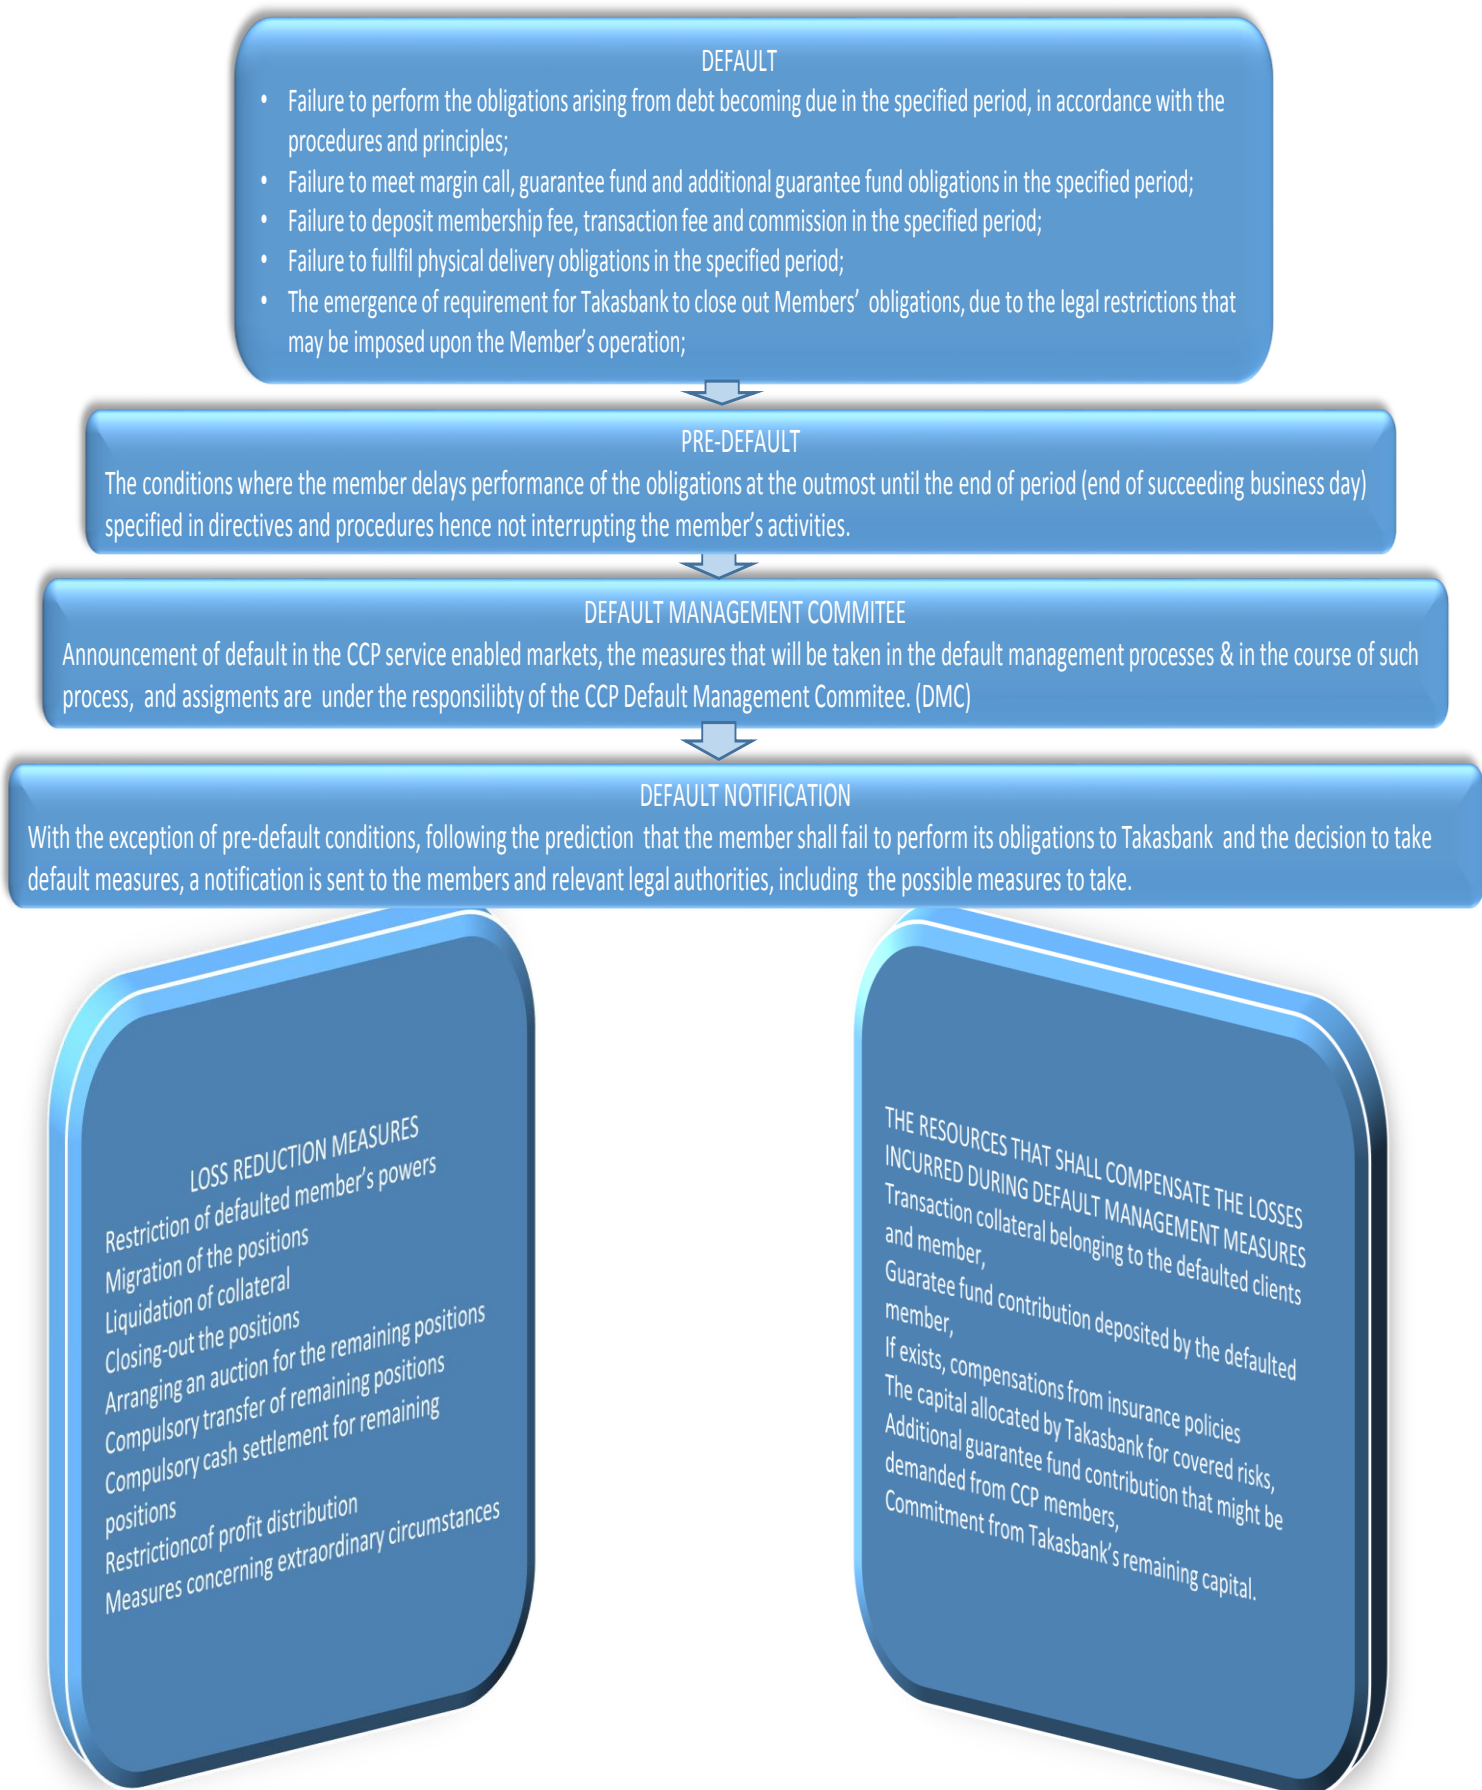 DEFAULT
• Failure to perform the obligations arising from debt becoming due in the specified period, in accordance with the
procedures and principles;
• Failure to meet margin call, guarantee fund and additional guarantee fund obligations in the specified period;
• Failure to deposit membership fee, transaction fee and commission in the specified period;
• Failure to fullfil physical delivery obligations in the specified period;
• The emergence of requirement for Takasbank to close out Members’ obligations, due to the legal restrictions that
may be imposed upon the Member’s operation;
PRE-DEFAULT
The conditions where the member delays performance of the obligations at the outmost until the end of period (end of succeeding business day)
specified in directives and procedures hence not interrupting the member’s activities.
DEFAULT MANAGEMENT COMMITEE
Announcement of default in the CCP service enabled markets, the measures that will be taken in the default management processes & in the course of such
process, and assigments are under the responsilibty of the CCP Default Management Commitee. (DMC)
DEFAULT NOTIFICATION
With the exception of pre-default conditions, following the prediction that the member shall fail to perform its obligations to Takasbank and the decision to take
default measures, a notification is sent to the members and relevant legal authorities, including the possible measures to take.
LOSS REDUCTION MEASURES
Restriction of defaulted member’s powers
Migration of the positions
Liquidation of collateral
Closing-out the positions
Arranging an auction for the remaining positions
Compulsory transfer of remaining positions
Compulsory cash settlement for remaining
positions
Restrictioncof profit distribution
Measures concerning extraordinary circumstances
THE RESOURCES THAT SHALL COMPENSATE THE LOSSES
INCURRED DURING DEFAULT MANAGEMENT MEASURES
Transaction collateral belonging to the defaulted clients
and member,
Guaratee fund contribution deposited by the defaulted
member,
If exists, compensations from insurance policies
The capital allocated by Takasbank for covered risks,
Additional guarantee fund contribution that might be
demanded from CCP members,
Commitment from Takasbank’s remaining capital.